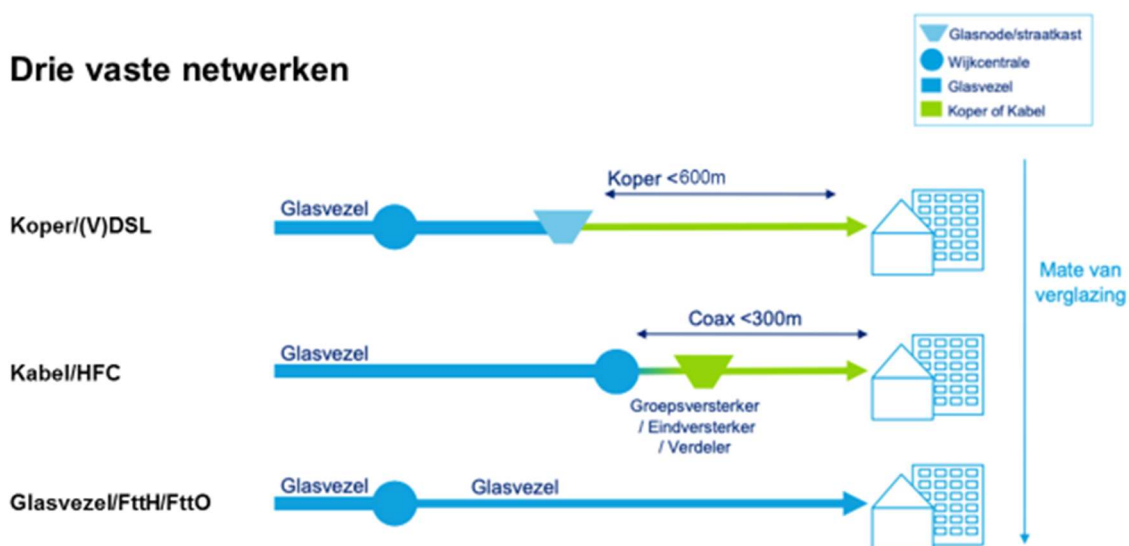 Drie vaste netwerken
Glasnode/straatkast
Wijkcentrale
Glasvezel
Koper of Kabel
Koper/(V)DSL
Glasvezel
Koper <600m
Mate van
verglazing
Kabel/HFC
Glasvezel
Coax <300m
Groepsversterker
/ Eindversterker
/ Verdeler
Glasvezel/FttH/FttO
Glasvezel
Glasvezel